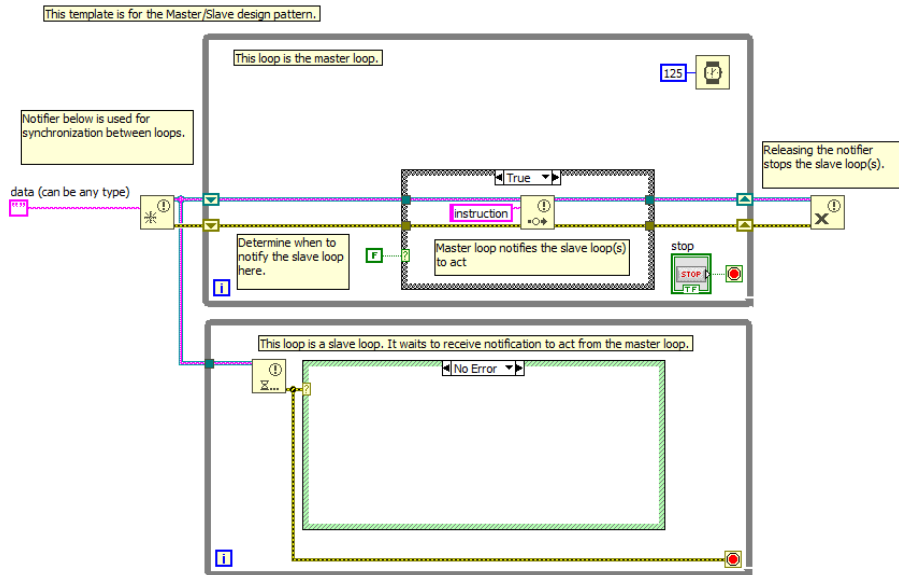 This template is for the Master/Slave design pattern.
This loop is the master loop.
125
Notifier below is used for
synchronization between loops.
Releasing the notifier
stops the slave loop(s).
True
data (can be any type)
""
instruction
Determine when to
notify the slave loop
here.
F
?
Master loop notifies the slave loop(s)
to act
stop
STOP
TF
i
This loop is a slave loop. It waits to receive notification to act from the master loop.
No Error
?
i